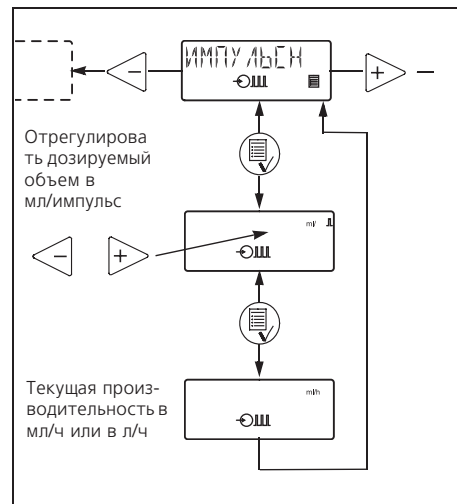 ИМПУЛЬСН
Отрегулирова
ть дозируемый
объем в
мл/импульс
ml/
Текущая произ-
водительность в
мл/ч или в л/ч
ml/h